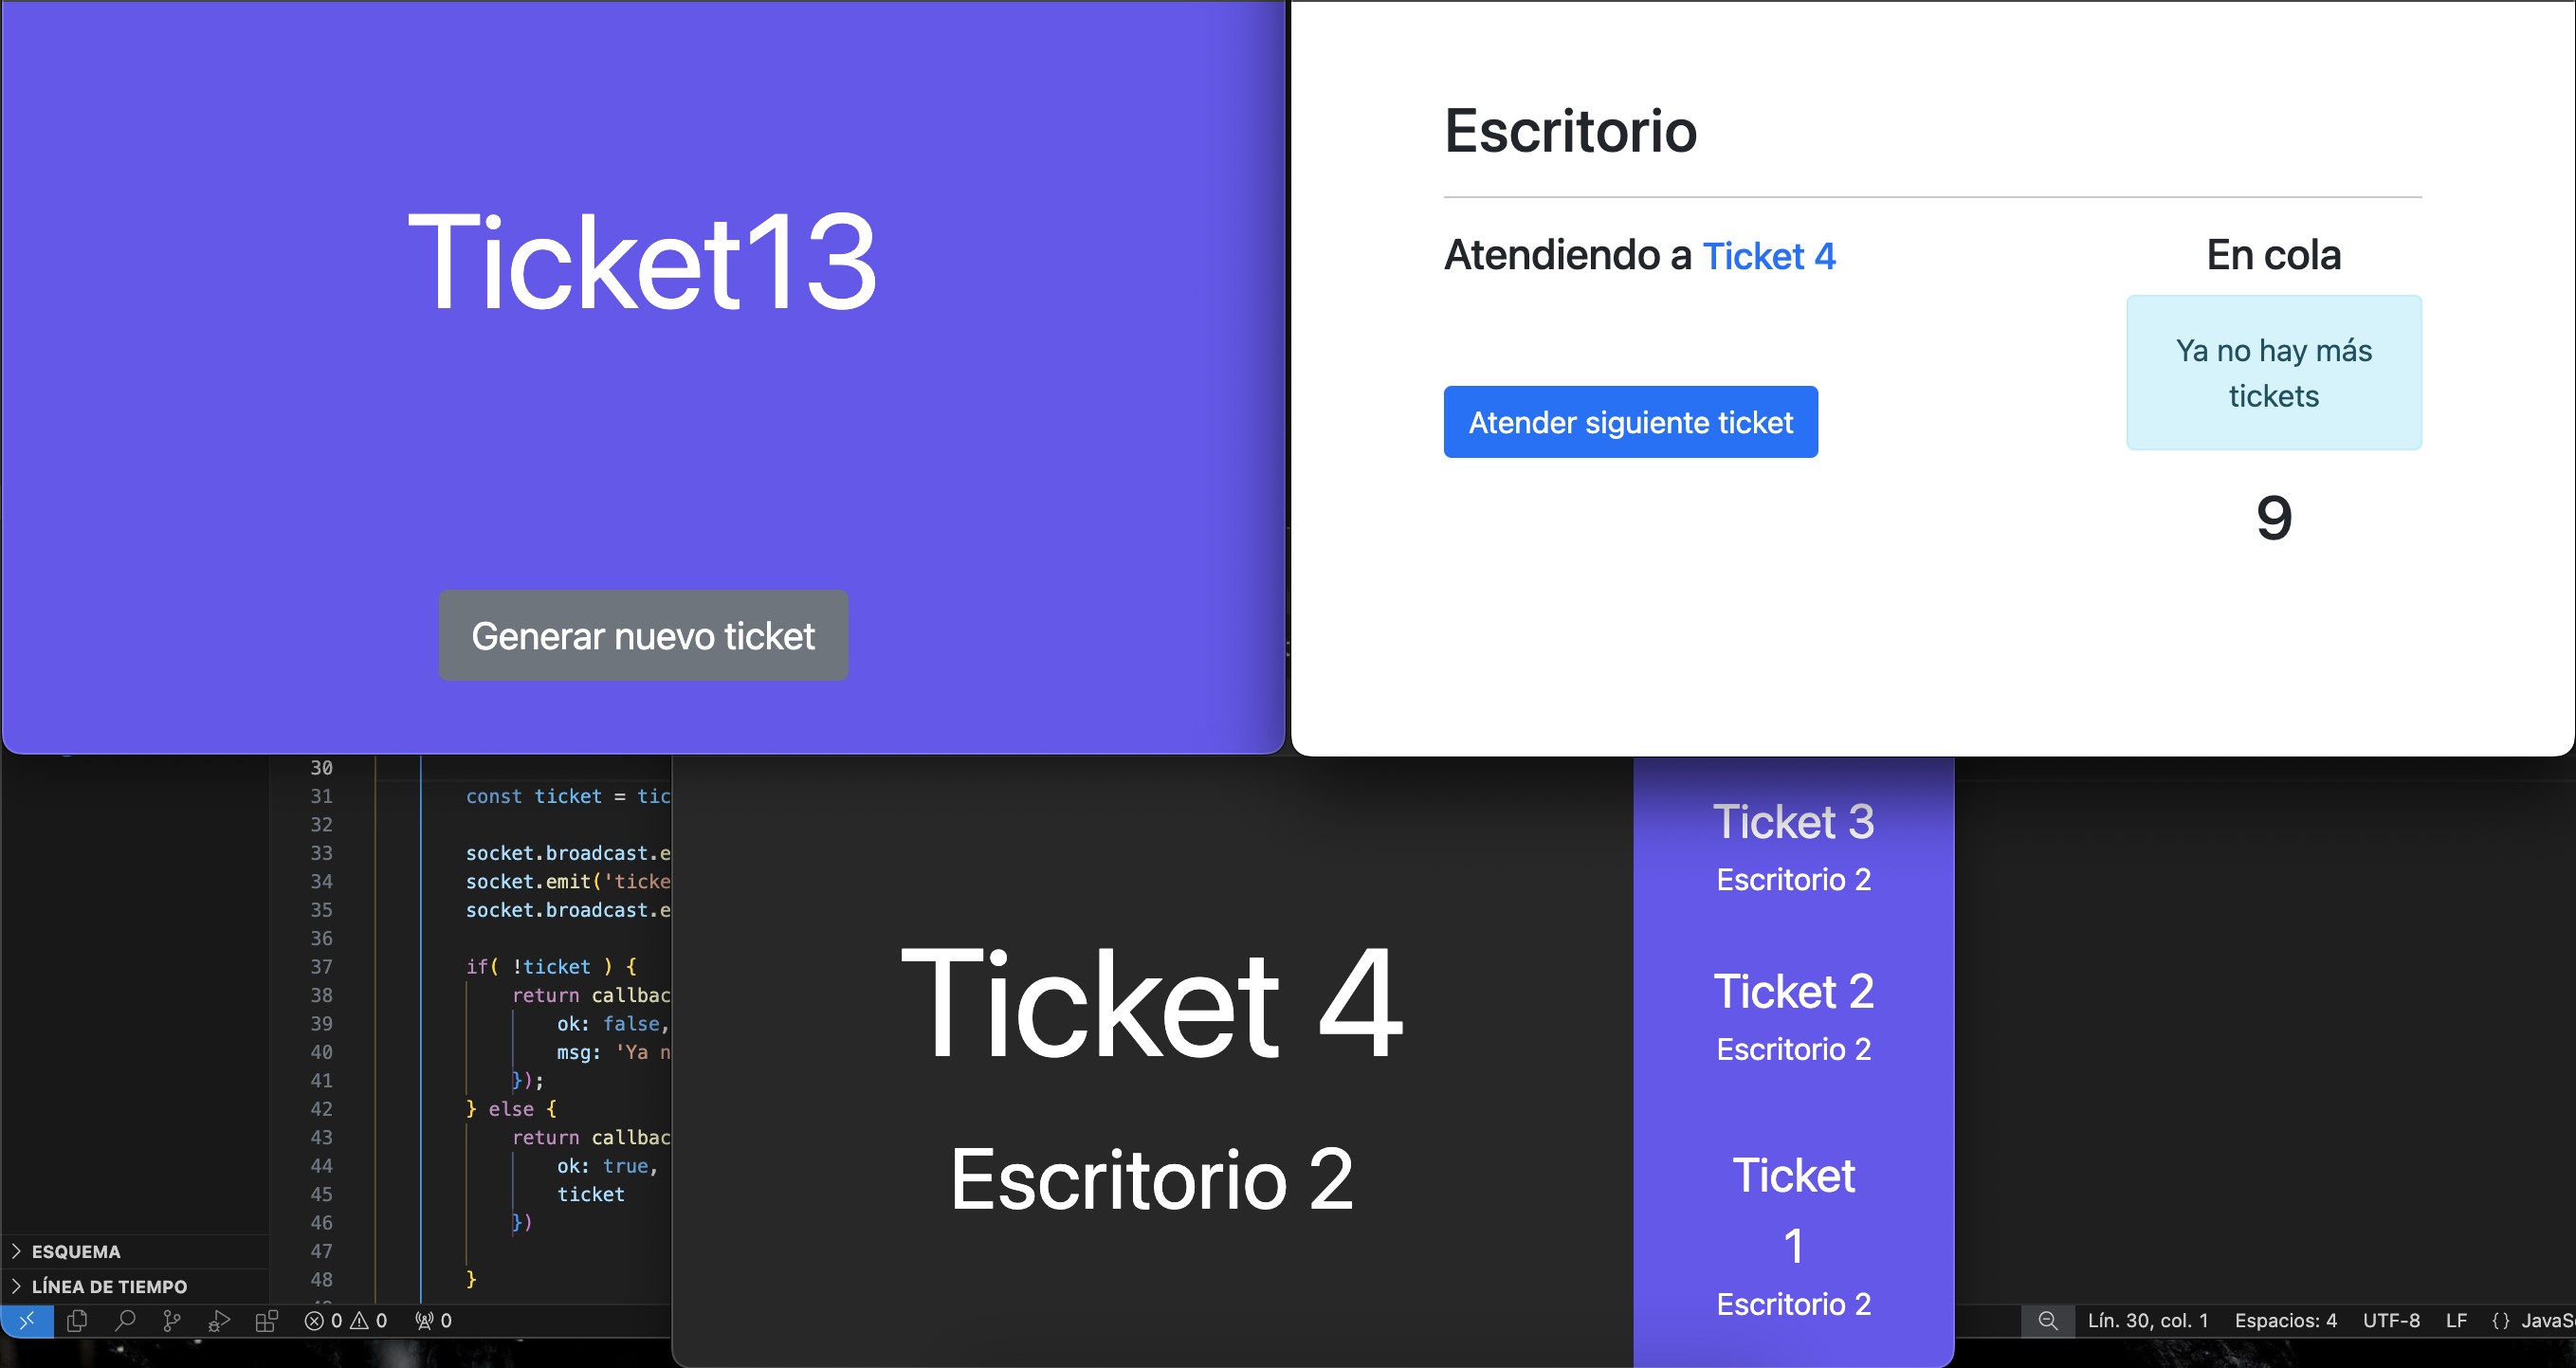 Ticket13
Generar nuevo ticket
Escritorio
Atendiendo a Ticket 4
Atender siguiente ticket
En cola
Ya no hay más
tickets
9
30
31 const ticket = tic
32
33 socket.broadcast.e
34 socket.emit('ticke
35 socket.broadcast.e
36
37 if( !ticket ) {
38 return callbac
39 ok: false,
40 msg: 'Ya n
41 });
42 } else {
43 return callbac
44 ok: true,
45 ticket
46 })
47
48 }
ESQUEMA
LÍNEA DE TIEMPO
Ticket 4
Escritorio 2
Ticket 3
Escritorio 2
Ticket 2
Escritorio 2
Ticket
1
Escritorio 2
0 0 0
Lín. 30, col. 1 Espacios: 4 UTF-8 LF {} JavaS